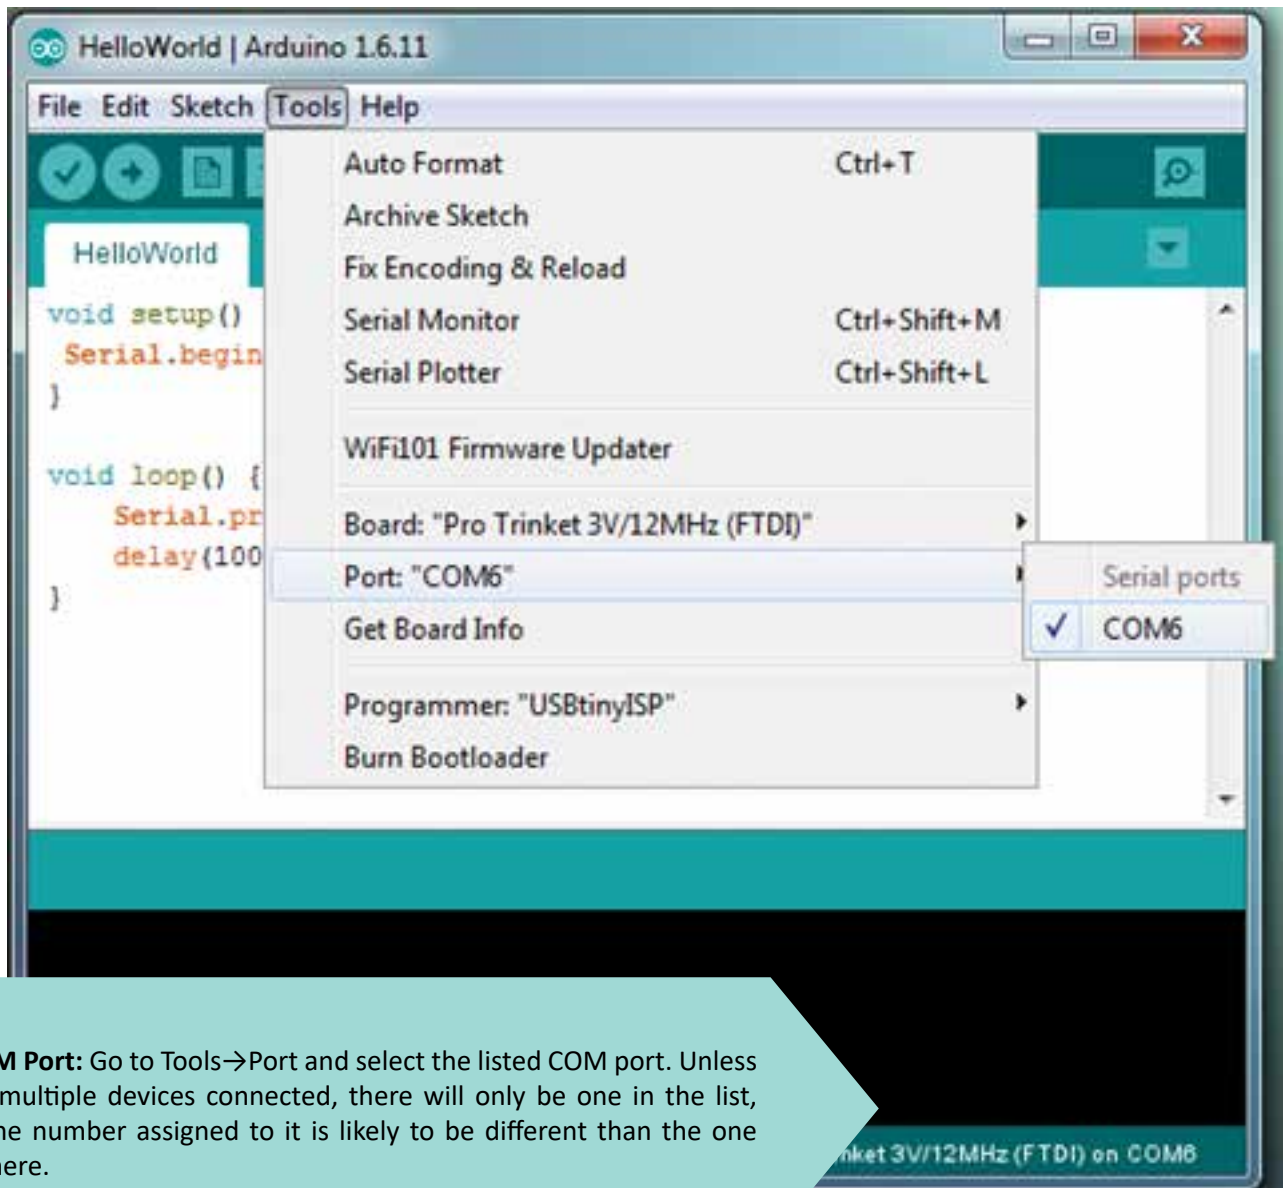 HelloWorld | Arduino 1.6.11
File Edit Sketch Tools Help
Auto Format Ctrl+T
Archive Sketch
HelloWorld
Fix Encoding & Reload
void setup()
Serial Monitor Ctrl+Shift+M
Serial.begin
Serial Plotter Ctrl+Shift+L
}
WiFi101 Firmware Updater
void loop() {
Serial.pr
Board: "Pro Trinket 3V/12MHz (FTDI)"
delay(100
Port: "COM6"
Serial ports
}
Get Board Info
✓ COM6
Programmer: "USBtinyISP"
Burn Bootloader
M Port: Go to Tools→Port and select the listed COM port. Unless
multiple devices connected, there will only be one in the list,
ne number assigned to it is likely to be different than the one
here.
nket 3V/12MHz (FTDI) on COM6